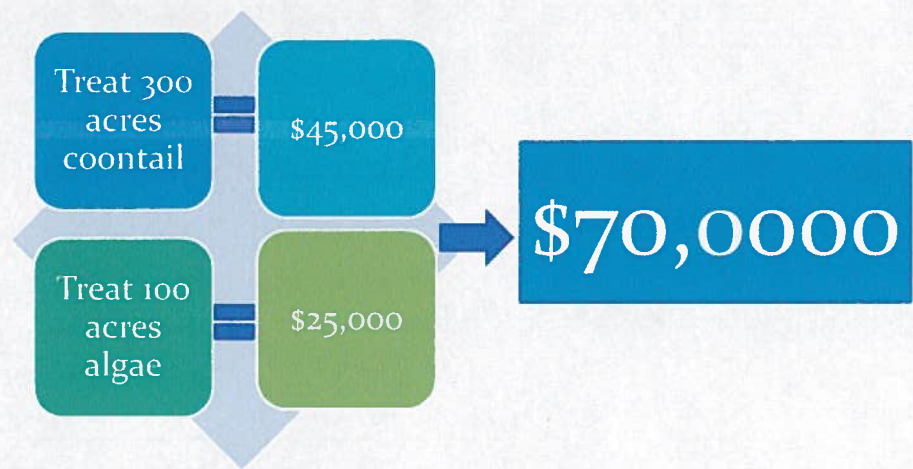 Treat 300
acres
coontail
$45,000
Treat 100
acres
algae
$25,000
$70,0000